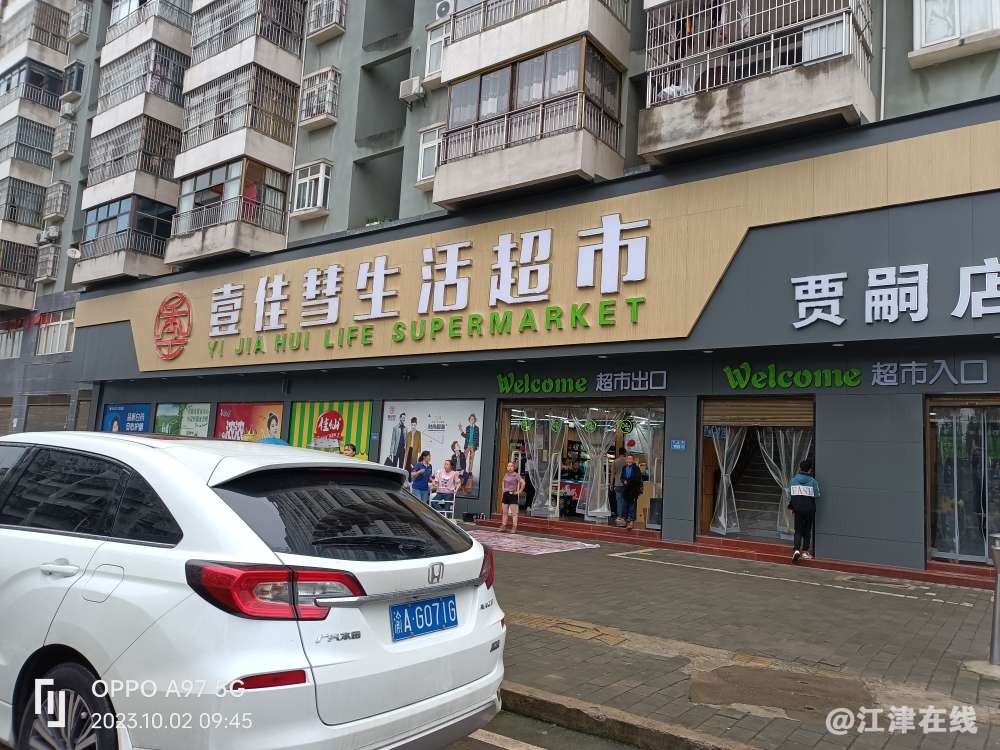 壹佳彗生活超市
YI JIA HUI LIFE SUPERMARKET
贾嗣店
Welcome 超市出口
Welcome 超市入口
渝A·G071G
OPPO A97 5G
2023.10.02 09:45
@江津在线